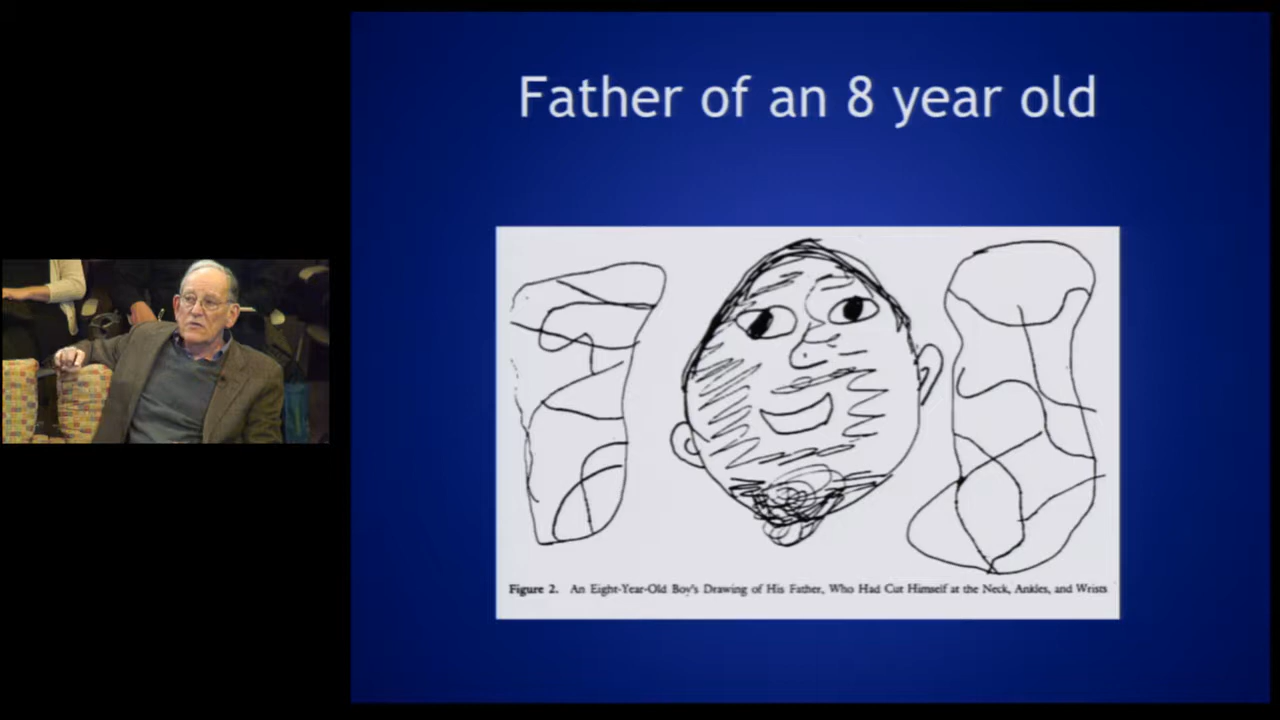 Father of an 8 year old
Figure 2. An Eight-Year-Old Boy's Drawing of His Father, Who Had Cut Himself at the Neck, Ankles, and Wrists